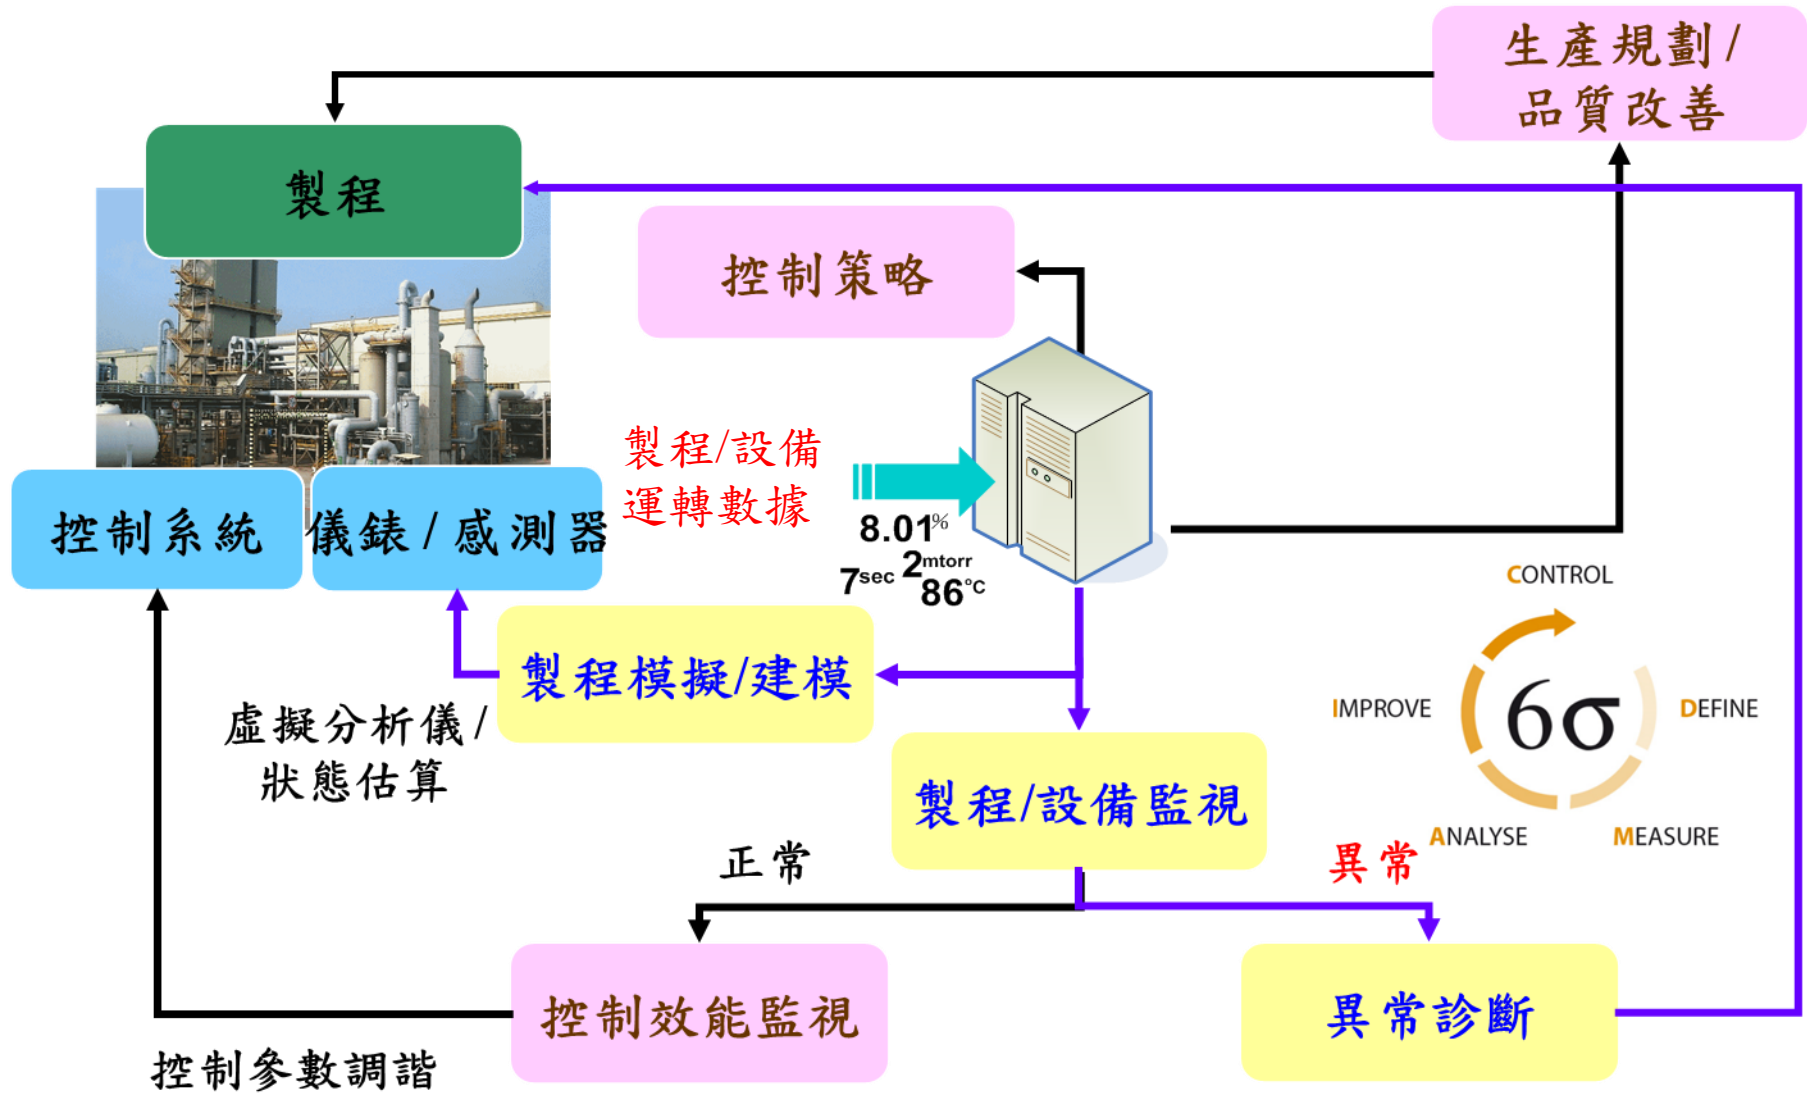 生產規劃/
品質改善
製程
控制策略
製程/設備
運轉數據
控制系統
儀錶/感測器
8.01%
2mtorr
7sec
86°C
CONTROL
製程模擬/建模
IMPROVE
6σ
DEFINE
虛擬分析儀/
狀態估算
製程/設備監視
ANALYSE
MEASURE
正常
異常
控制效能監視
異常診斷
控制參數調諧